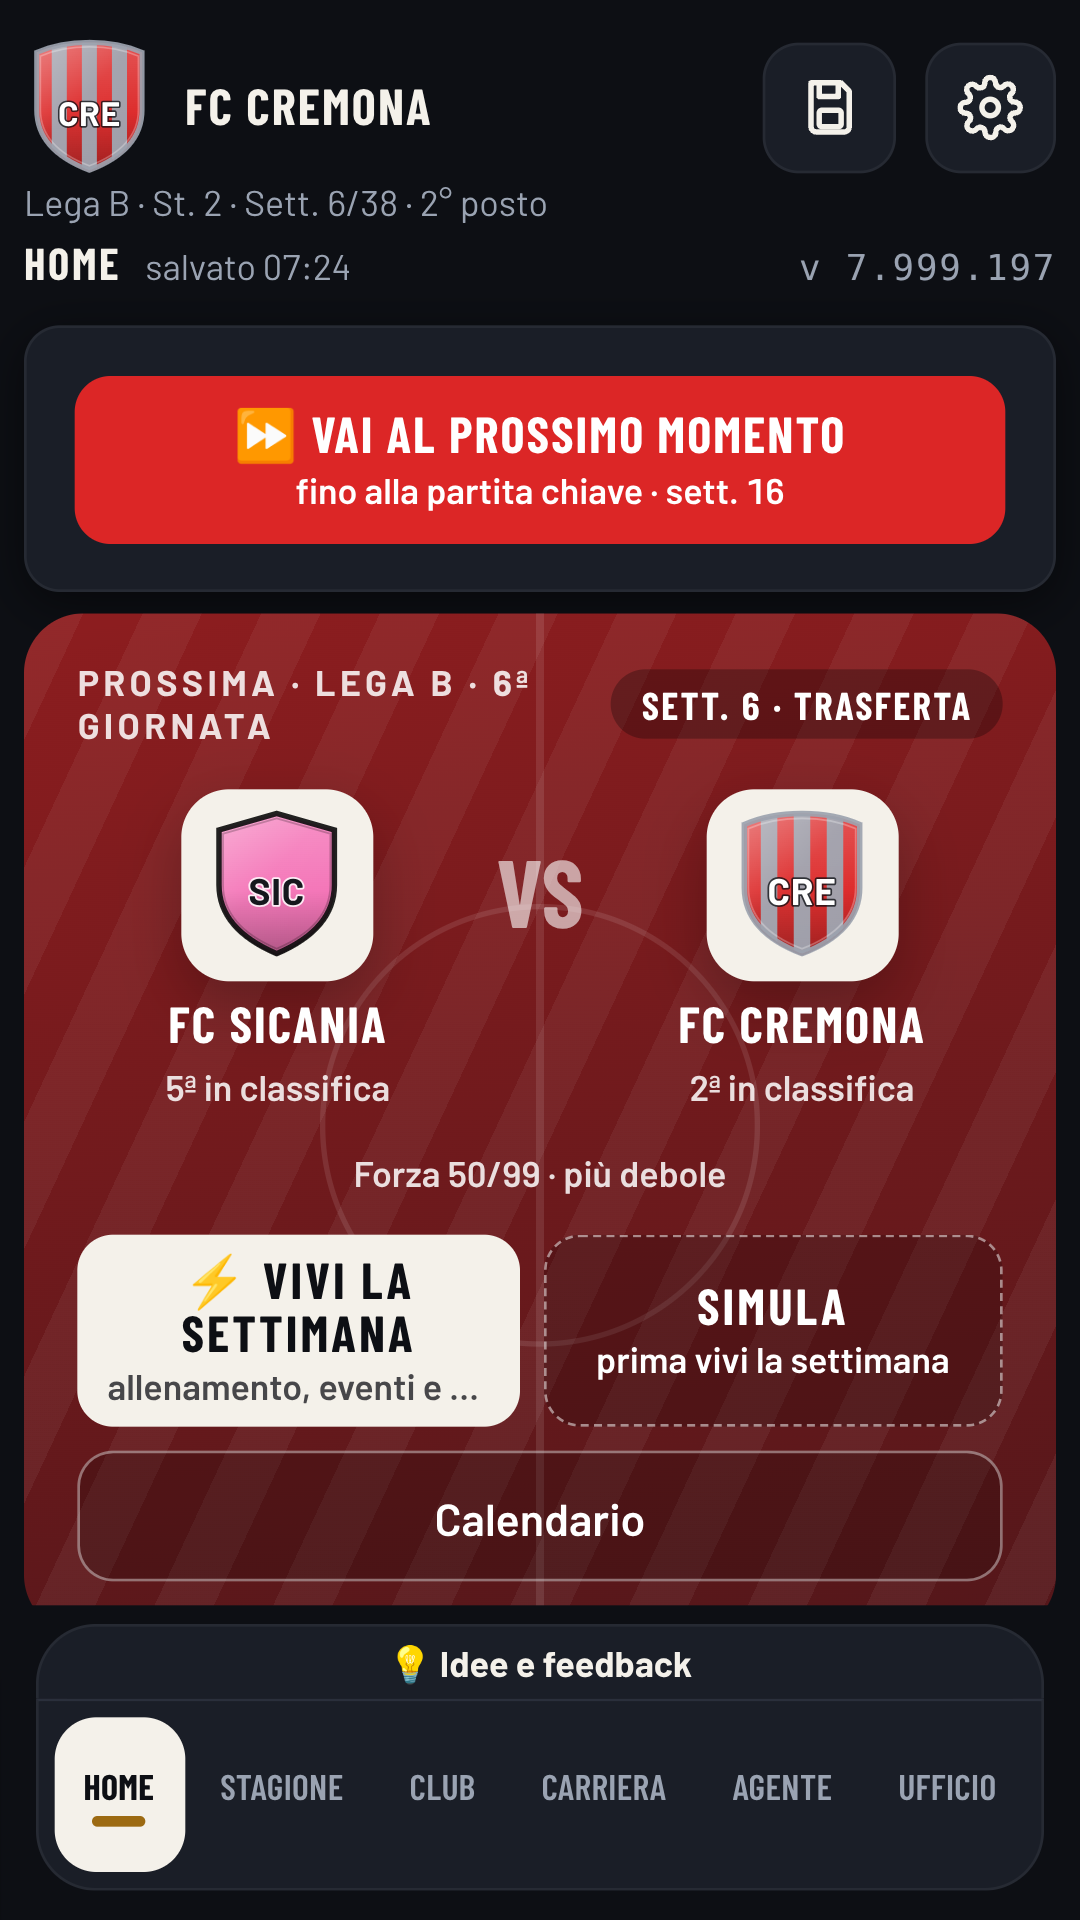 CRE
FC CREMONA
Lega B · St. 2 · Sett. 6/38 · 2° posto
HOME salvato 07:24
v 7.999.197
⏩ VAI AL PROSSIMO MOMENTO
fino alla partita chiave · sett. 16
PROSSIMA · LEGA B · 6ª
GIORNATA
SETT. 6 · TRASFERTA
SIC
VS
CRE
FC SICANIA
FC CREMONA
5ª in classifica
2ª in classifica
Forza 50/99 · più debole
⚡ VIVI LA
SETTIMANA
allenamento, eventi e ...
SIMULA
prima vivi la settimana
Calendario
💡 Idee e feedback
HOME
STAGIONE
CLUB
CARRIERA
AGENTE
UFFICIO